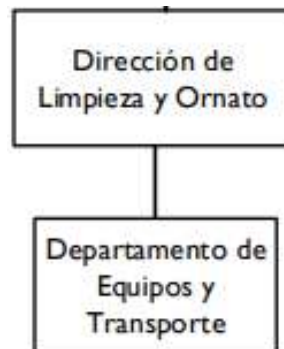 Dirección de
Limpieza y Ornato
Departamento de
Equipos y
Transporte